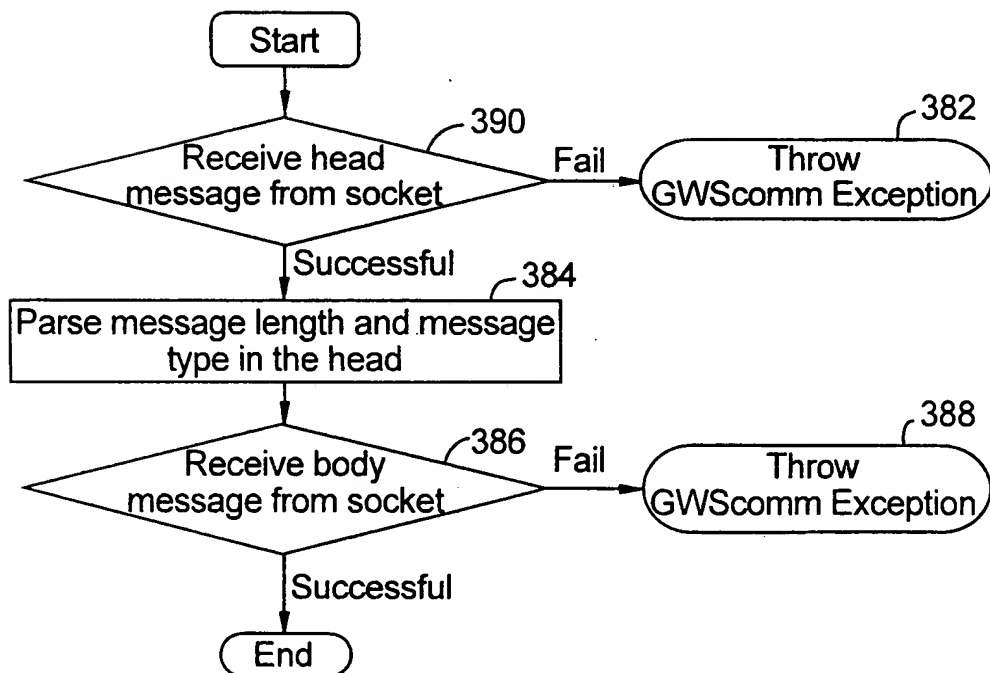 Start
390
Receive head
message from socket
Fail
382
Throw
GWScomm Exception
Successful
384
Parse message length and message
type in the head
386
Receive body
message from socket
Fail
388
Throw
GWScomm Exception
Successful
End